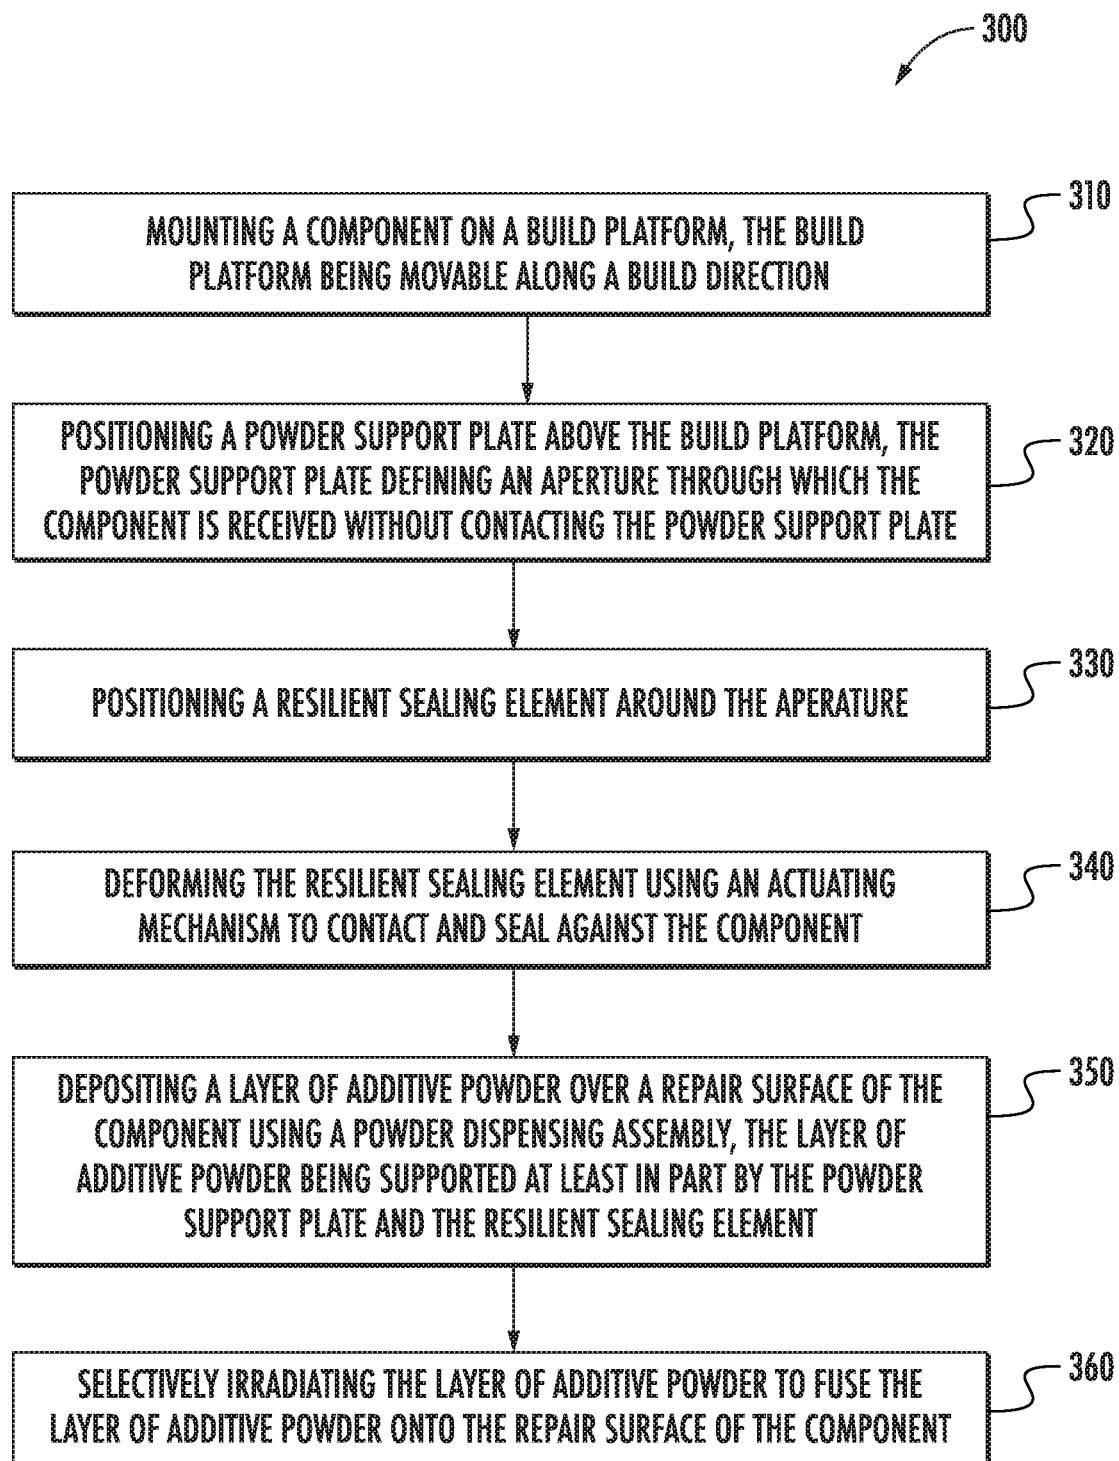 300
310
MOUNTING A COMPONENT ON A BUILD PLATFORM, THE BUILD
PLATFORM BEING MOVABLE ALONG A BUILD DIRECTION
320
POSITIONING A POWDER SUPPORT PLATE ABOVE THE BUILD PLATFORM, THE
POWDER SUPPORT PLATE DEFINING AN APERTURE THROUGH WHICH THE
COMPONENT IS RECEIVED WITHOUT CONTACTING THE POWDER SUPPORT PLATE
330
POSITIONING A RESILIENT SEALING ELEMENT AROUND THE APERATURE
340
DEFORMING THE RESILIENT SEALING ELEMENT USING AN ACTUATING
MECHANISM TO CONTACT AND SEAL AGAINST THE COMPONENT
350
DEPOSITING A LAYER OF ADDITIVE POWDER OVER A REPAIR SURFACE OF THE
COMPONENT USING A POWDER DISPENSING ASSEMBLY, THE LAYER OF
ADDITIVE POWDER BEING SUPPORTED AT LEAST IN PART BY THE POWDER
SUPPORT PLATE AND THE RESILIENT SEALING ELEMENT
360
SELECTIVELY IRRADIATING THE LAYER OF ADDITIVE POWDER TO FUSE THE
LAYER OF ADDITIVE POWDER ONTO THE REPAIR SURFACE OF THE COMPONENT